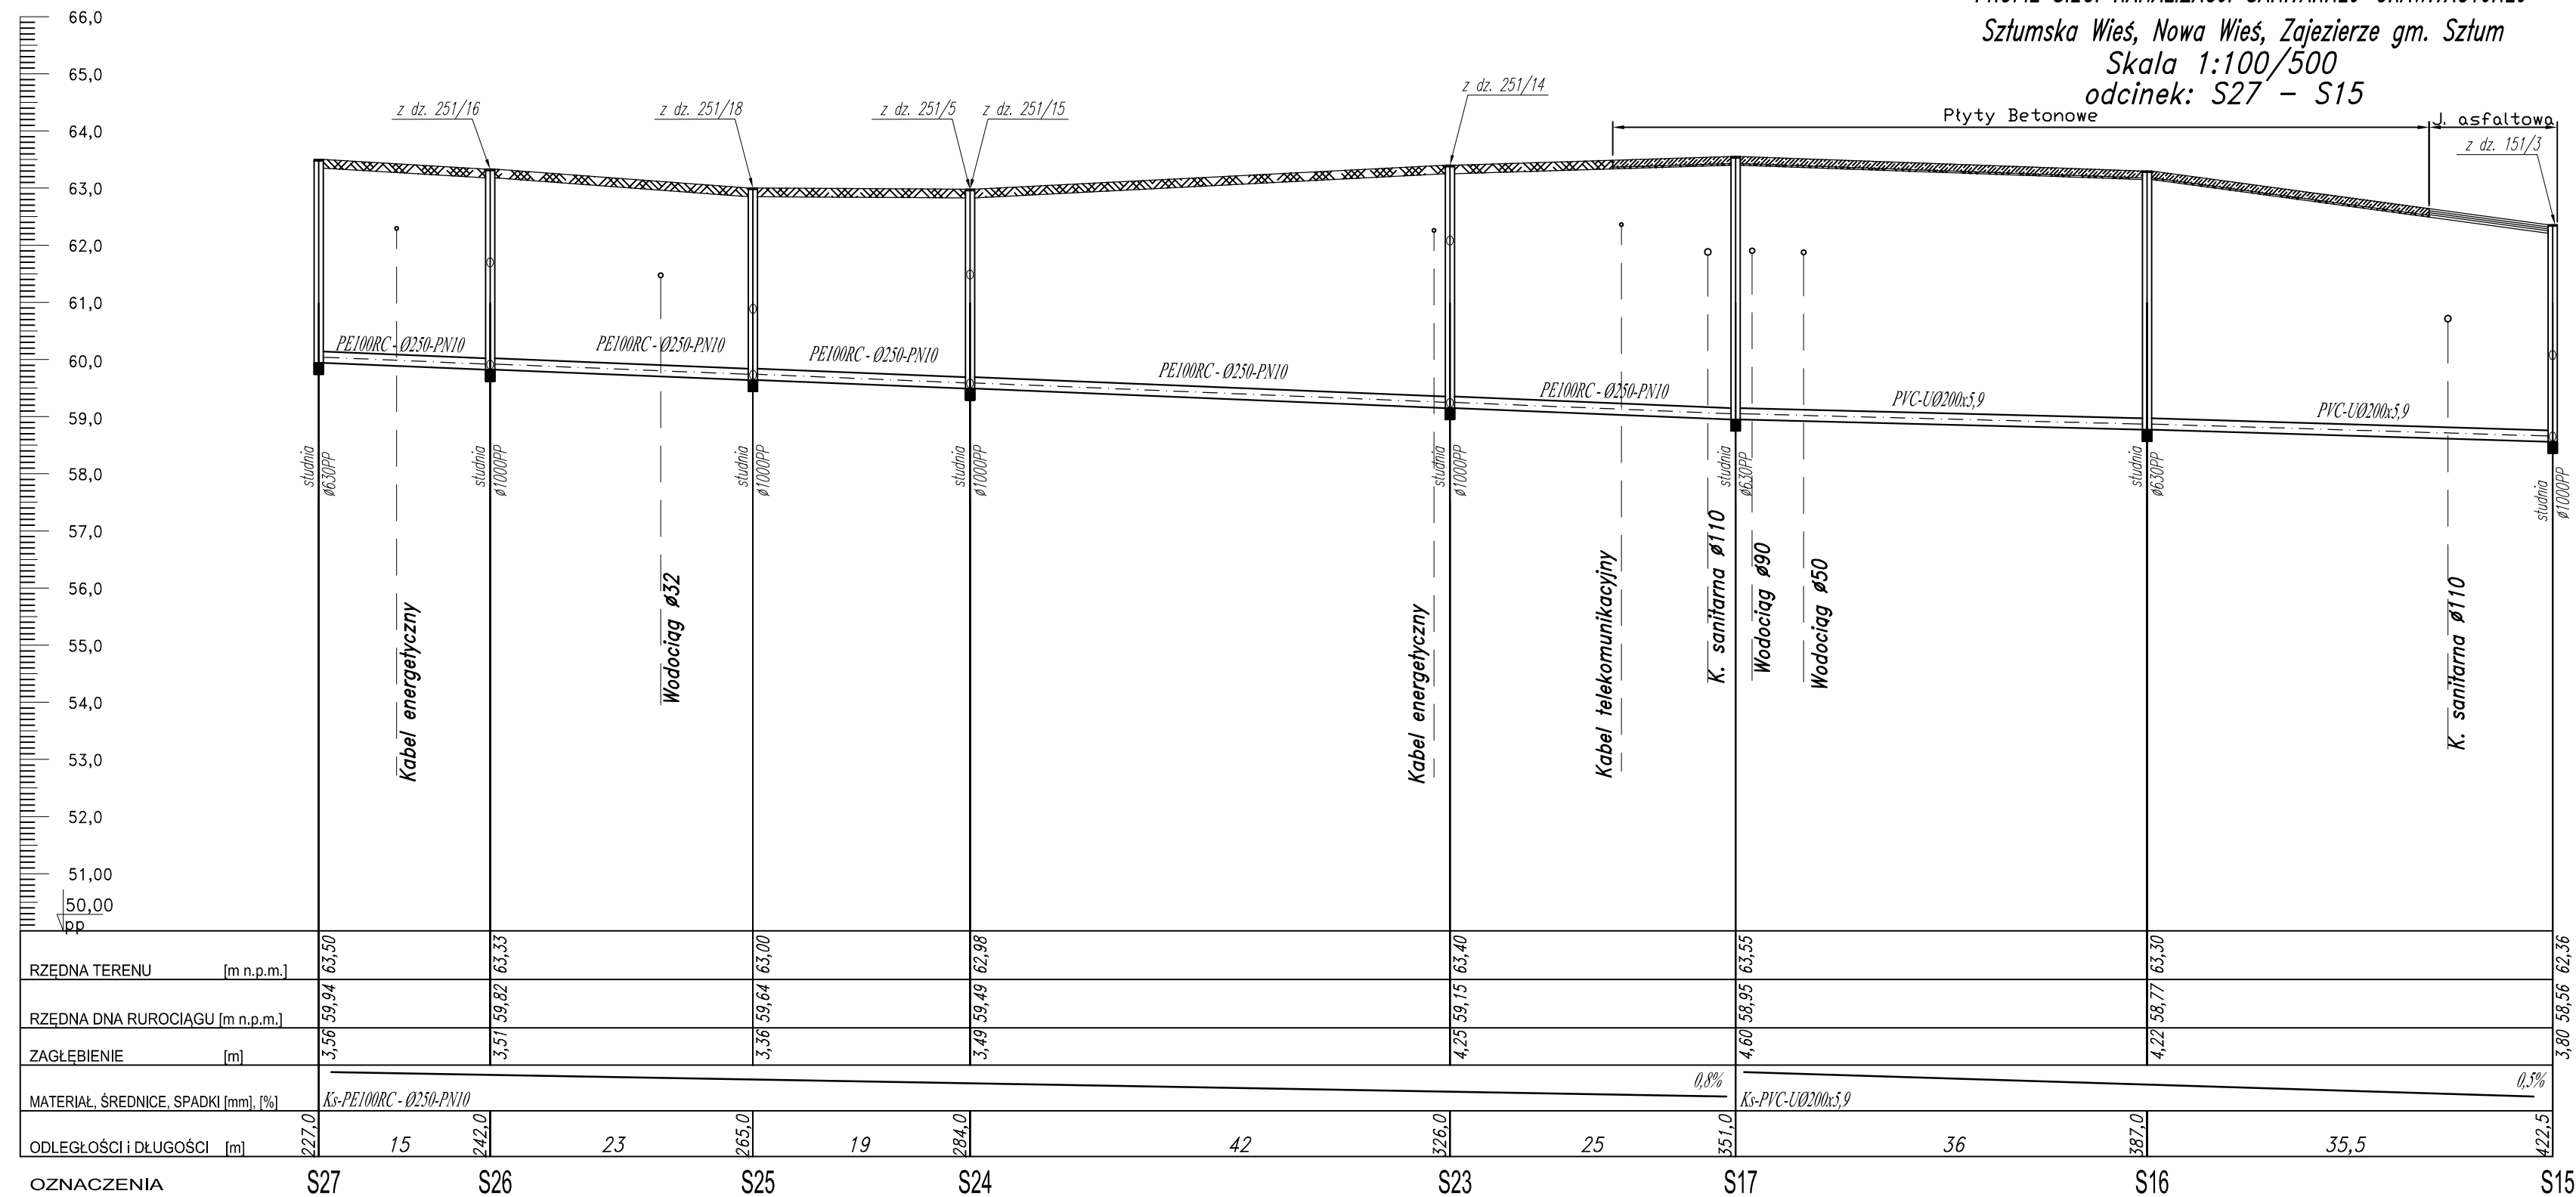 Sztumska Wieś, Nowa Wieś, Zajezierze gm. Sztum
Skala 1:100/500
odcinek: S27 – S15
66,0
65,0
64,0
63,0
62,0
61,0
60,0
59,0
58,0
57,0
56,0
55,0
54,0
53,0
52,0
51,00
50,00
pp
z dz. 251/16
z dz. 251/18
z dz. 251/5
z dz. 251/15
z dz. 251/14
Płyty Betonowe
J. asfaltowa
z dz. 151/3
PE100RC - Ø250-PN10
PE100RC - Ø250-PN10
PE100RC - Ø250-PN10
PE100RC - Ø250-PN10
PE100RC - Ø250-PN10
PVC-UØ200x5,9
PVC-UØ200x5,9
studnia
ø630PP
studnia
ø1000PP
studnia
ø1000PP
studnia
ø1000PP
studnia
ø1000PP
studnia
ø630PP
studnia
ø630PP
studnia
ø1000PP
Kabel energetyczny
Wodociąg ø32
Kabel energetyczny
Kabel telekomunikacyjny
K. sanitarna ø110
Wodociąg ø90
Wodociąg ø50
K. sanitarna ø110
RZĘDNA TERENU [m n.p.m.] 63,50 63,33 63,00 62,98 63,40 63,55 63,30 62,36
RZĘDNA DNA RUROCIĄGU [m n.p.m.] 59,94 59,82 59,64 59,49 59,15 58,95 58,77 58,56
ZAGŁĘBIENIE [m] 3,56 3,51 3,36 3,49 4,25 4,60 4,22 3,80
MATERIAŁ, ŚREDNICE, SPADKI [mm], [%] Ks-PE100RC - Ø250-PN10 0,8% Ks-PVC-UØ200x5,9 0,5%
ODLEGŁOŚCI i DŁUGOŚCI [m] 227,0 15 242,0 23 265,0 19 284,0 42 326,0 25 351,0 36 387,0 35,5 422,5
OZNACZENIA S27 S26 S25 S24 S23 S17 S16 S15